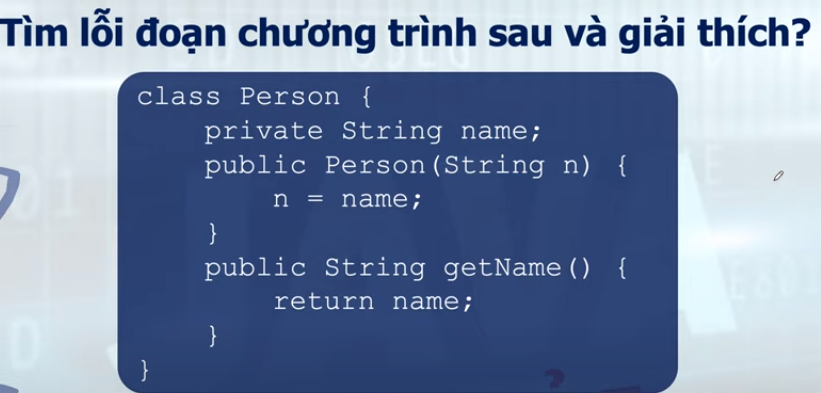 Tìm lỗi đoạn chương trình sau và giải thích?
class Person {
private String name;
public Person(String n) {
n = name;
}
public String getName() {
return name;
}
}